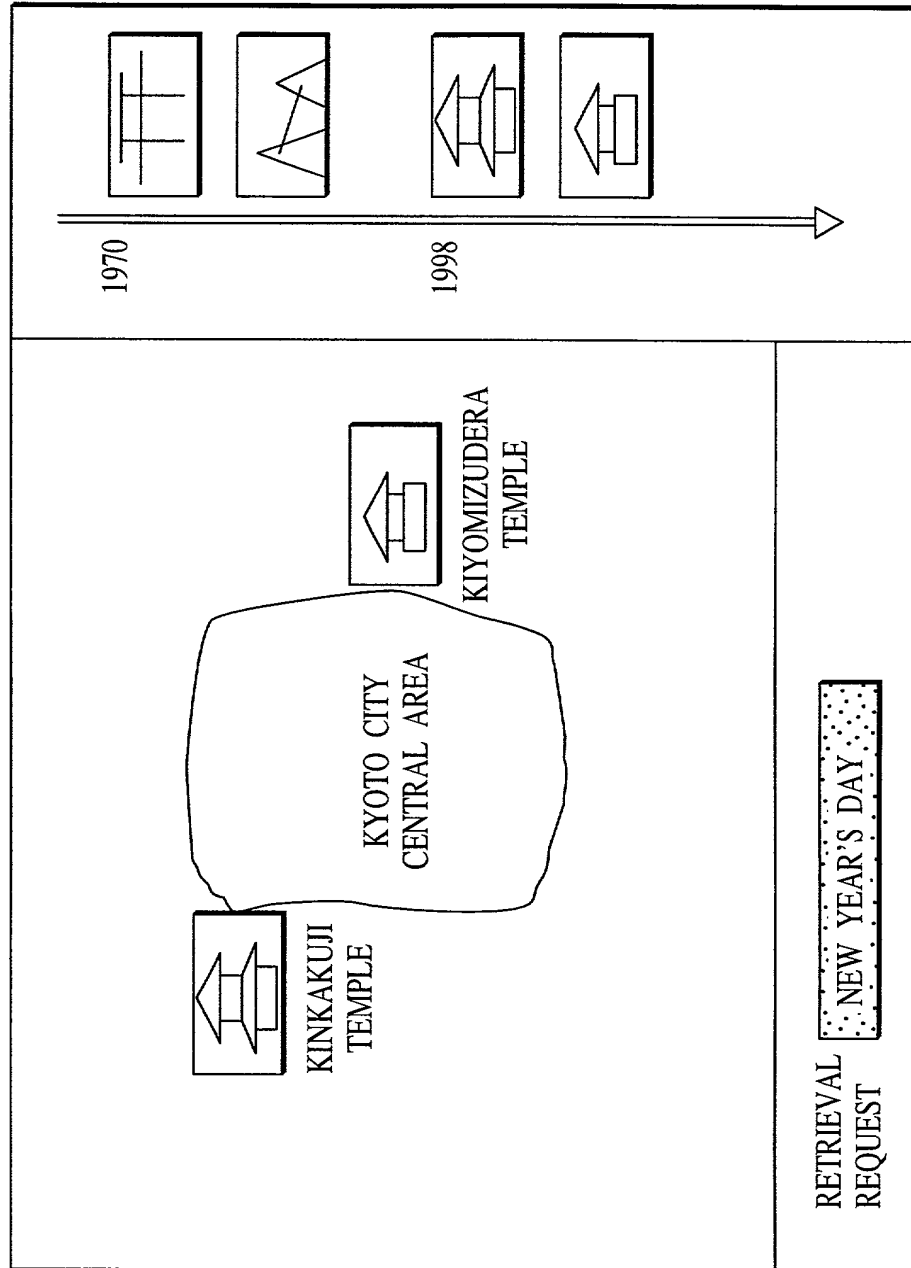 KINKAKUJI
TEMPLE
KYOTO CITY
CENTRAL AREA
KIYOMIZUDERA
TEMPLE
1970
1998
RETRIEVAL
REQUEST
NEW YEAR'S DAY